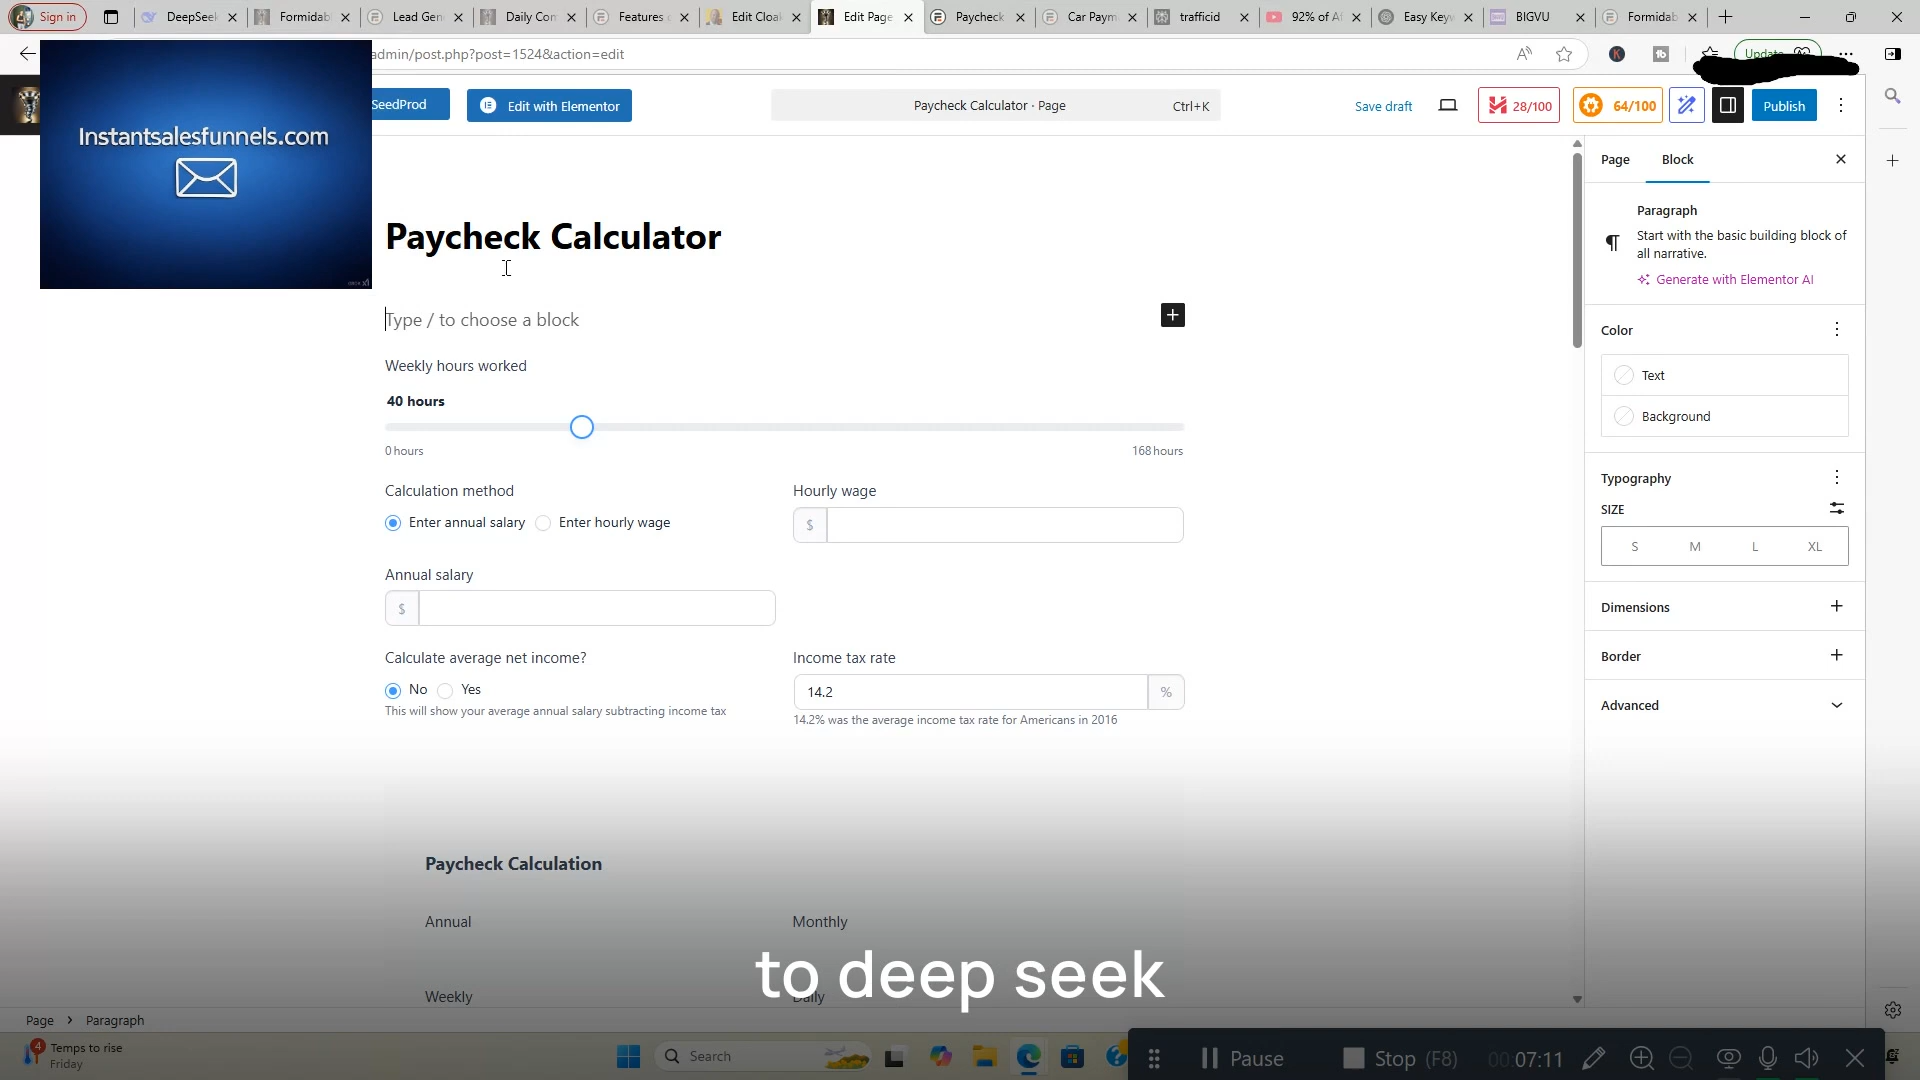 Sign in
DeepSeek
Formidab
Lead Gen
Daily Con
Features
Edit Cloak
Edit Page
Paycheck
Car Paym
trafficid
92% of A
Easy Key
BIGVU
Formidab
admin/post.php?post=1524&action=edit
Update
SeedProd
Edit with Elementor
Paycheck Calculator · Page
Ctrl+K
Save draft
28/100
64/100
Publish
Instantsalesfunnels.com
Page
Block
Paragraph
Start with the basic building block of
all narrative.
Generate with Elementor AI
Color
Text
Background
Typography
SIZE
S M L XL
Dimensions
Border
Advanced
Paycheck Calculator
Type / to choose a block
Weekly hours worked
40 hours
0 hours
168 hours
Calculation method
Hourly wage
Enter annual salary
Enter hourly wage
$
Annual salary
$
Calculate average net income?
Income tax rate
No
Yes
14.2
%
This will show your average annual salary subtracting income tax
14.2% was the average income tax rate for Americans in 2016
Paycheck Calculation
Annual
Monthly
to deep seek
Weekly
Daily
Page > Paragraph
4
Temps to rise
Friday
Search
Pause
Stop (F8)
00:07:11